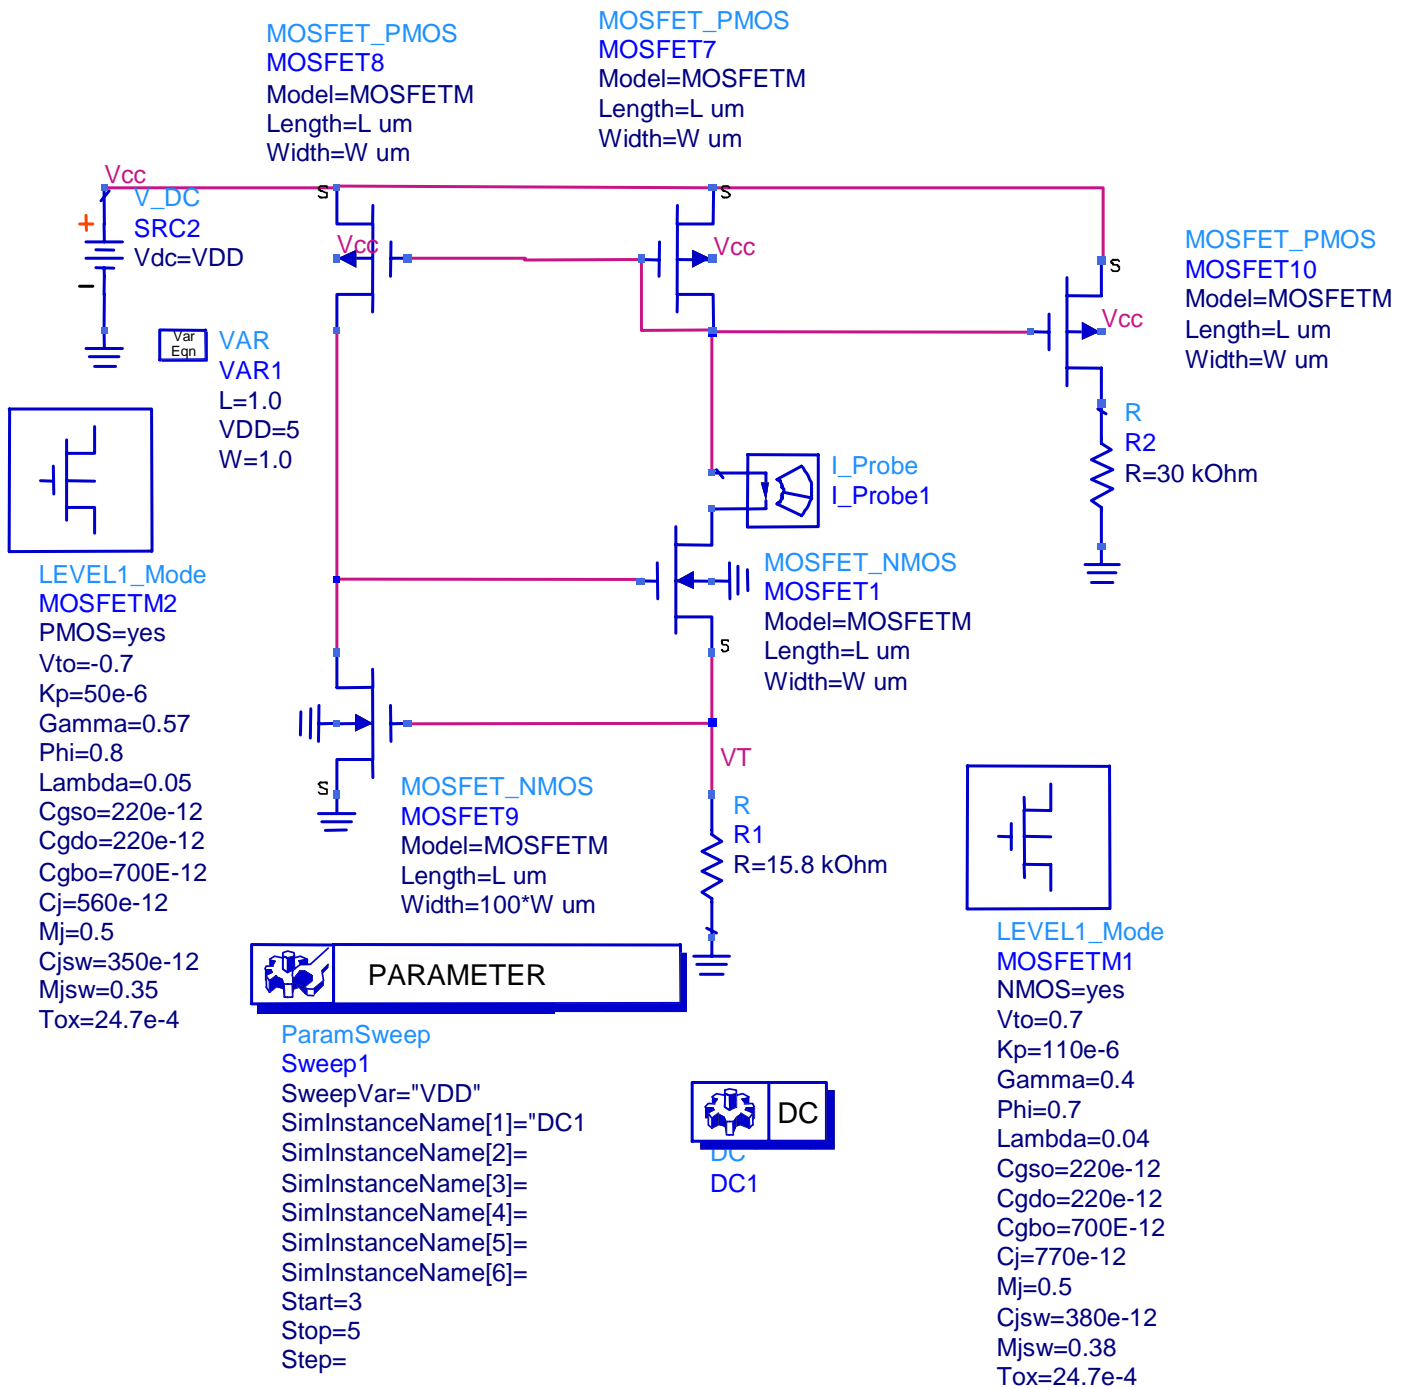 MOSFET_PMOS
MOSFET8
Model=MOSFETM
Length=L um
Width=W um
MOSFET_PMOS
MOSFET7
Model=MOSFETM
Length=L um
Width=W um
Vcc
V_DC
SRC2
Vdc=VDD
+
−
S
Vcc
S
Vcc
S
Vcc
MOSFET_PMOS
MOSFET10
Model=MOSFETM
Length=L um
Width=W um
Var
Eqn
VAR
VAR1
L=1.0
VDD=5
W=1.0
R
R2
R=30 kOhm
I_Probe
I_Probe1
MOSFET_NMOS
MOSFET1
Model=MOSFETM
Length=L um
Width=W um
S
LEVEL1_Mode
MOSFETM2
PMOS=yes
Vto=-0.7
Kp=50e-6
Gamma=0.57
Phi=0.8
Lambda=0.05
Cgso=220e-12
Cgdo=220e-12
Cgbo=700E-12
Cj=560e-12
Mj=0.5
Cjsw=350e-12
Mjsw=0.35
Tox=24.7e-4
S
MOSFET_NMOS
MOSFET9
Model=MOSFETM
Length=L um
Width=100*W um
VT
R
R1
R=15.8 kOhm
PARAMETER
ParamSweep
Sweep1
SweepVar="VDD"
SimInstanceName[1]="DC1
SimInstanceName[2]=
SimInstanceName[3]=
SimInstanceName[4]=
SimInstanceName[5]=
SimInstanceName[6]=
Start=3
Stop=5
Step=
DC
DC
DC1
LEVEL1_Mode
MOSFETM1
NMOS=yes
Vto=0.7
Kp=110e-6
Gamma=0.4
Phi=0.7
Lambda=0.04
Cgso=220e-12
Cgdo=220e-12
Cgbo=700E-12
Cj=770e-12
Mj=0.5
Cjsw=380e-12
Mjsw=0.38
Tox=24.7e-4